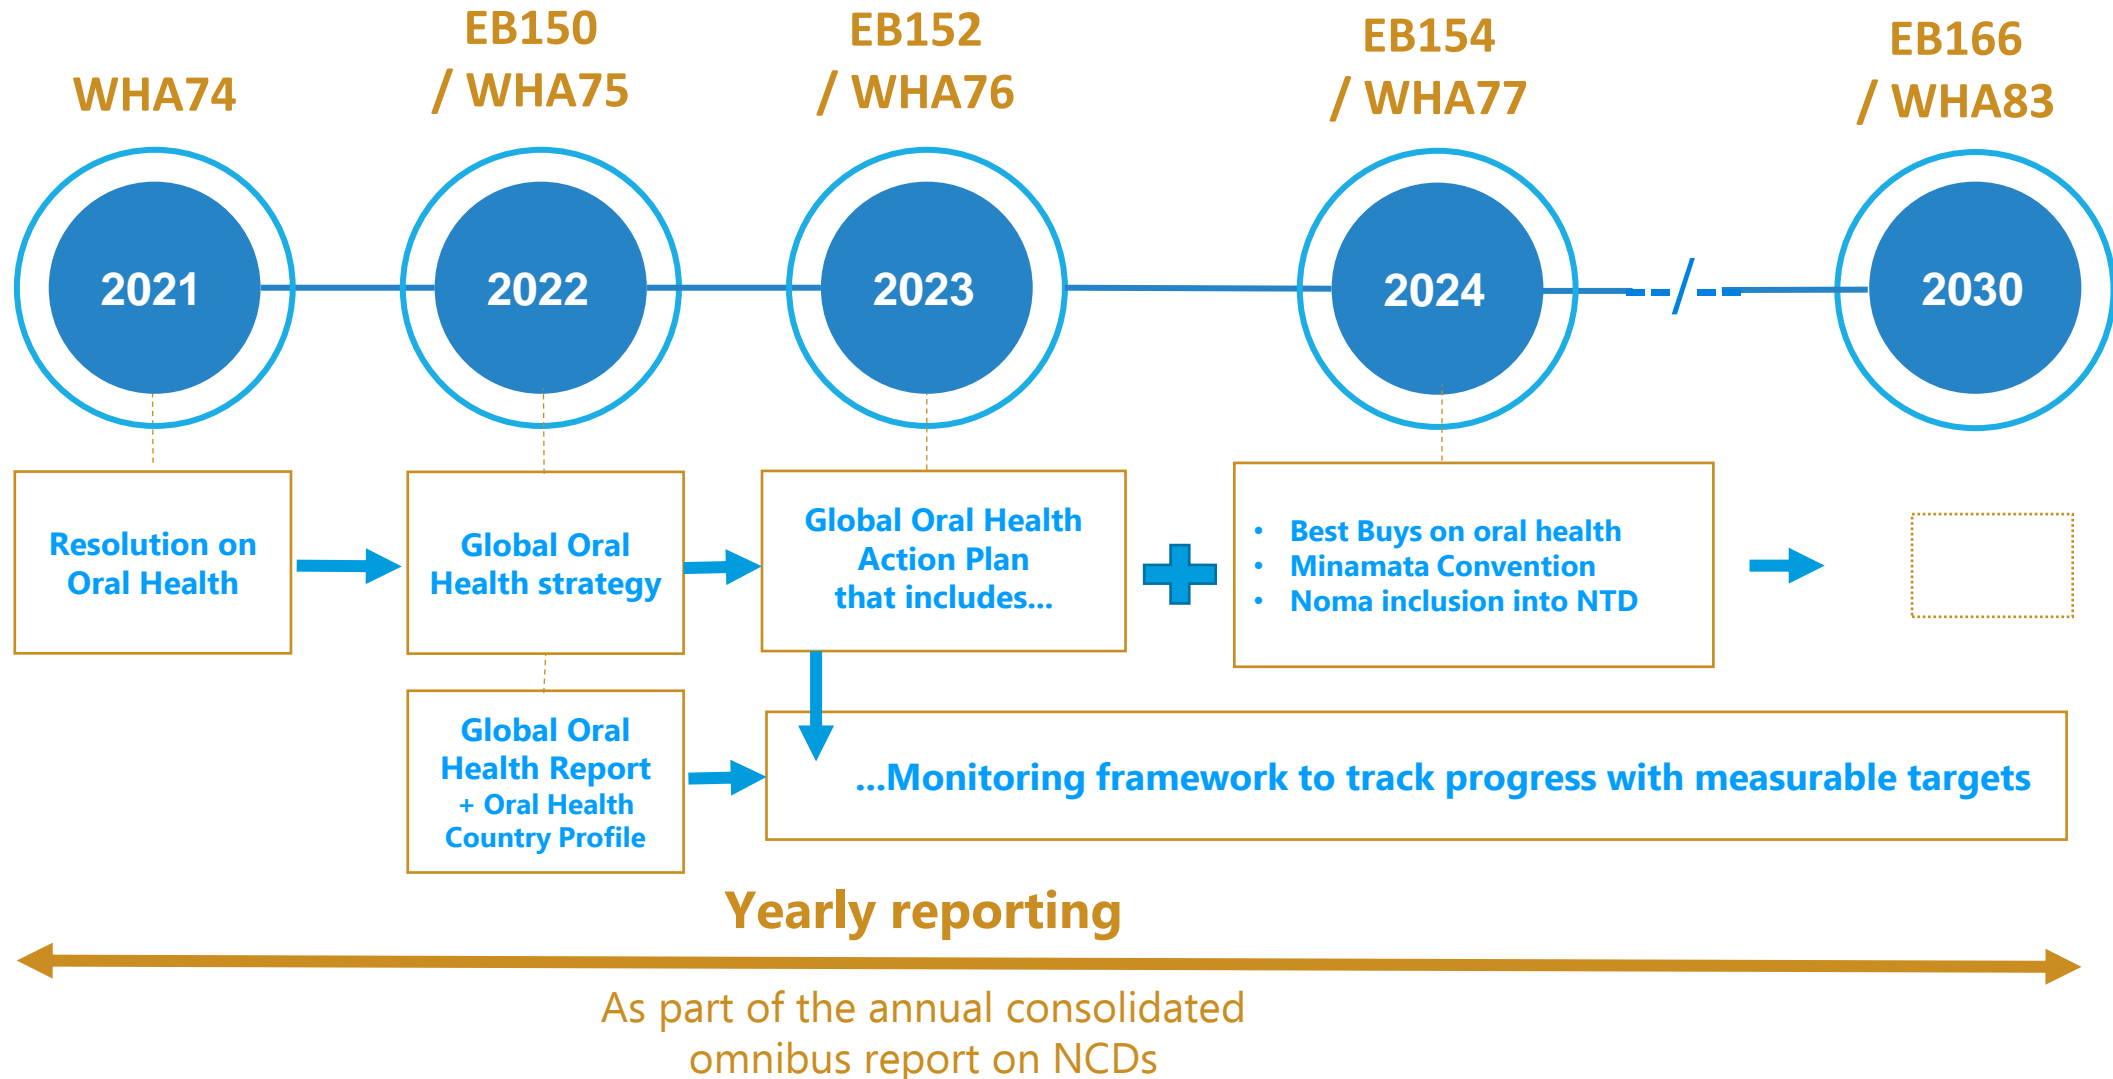 WHA74
EB150
/ WHA75
EB152
/ WHA76
EB154
/ WHA77
EB166
/ WHA83
2021
2022
2023
2024
--/--
2030
Resolution on
Oral Health
Global Oral
Health strategy
Global Oral Health
Action Plan
that includes...
• Best Buys on oral health
• Minamata Convention
• Noma inclusion into NTD
Global Oral
Health Report
+ Oral Health
Country Profile
...Monitoring framework to track progress with measurable targets
Yearly reporting
As part of the annual consolidated
omnibus report on NCDs